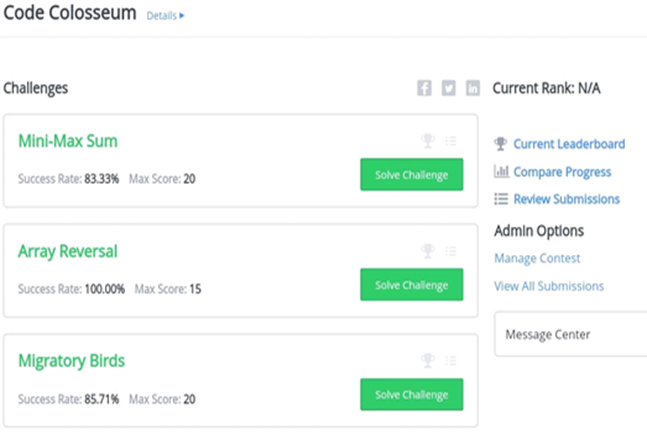 Code Colosseum Details
Challenges
Current Rank: N/A
Mini-Max Sum
Success Rate: 83.33% Max Score: 20
Solve Challenge
Current Leaderboard
Compare Progress
Review Submissions
Array Reversal
Success Rate: 100.00% Max Score: 15
Solve Challenge
Admin Options
Manage Contest
View All Submissions
Message Center
Migratory Birds
Success Rate: 85.71% Max Score: 20
Solve Challenge